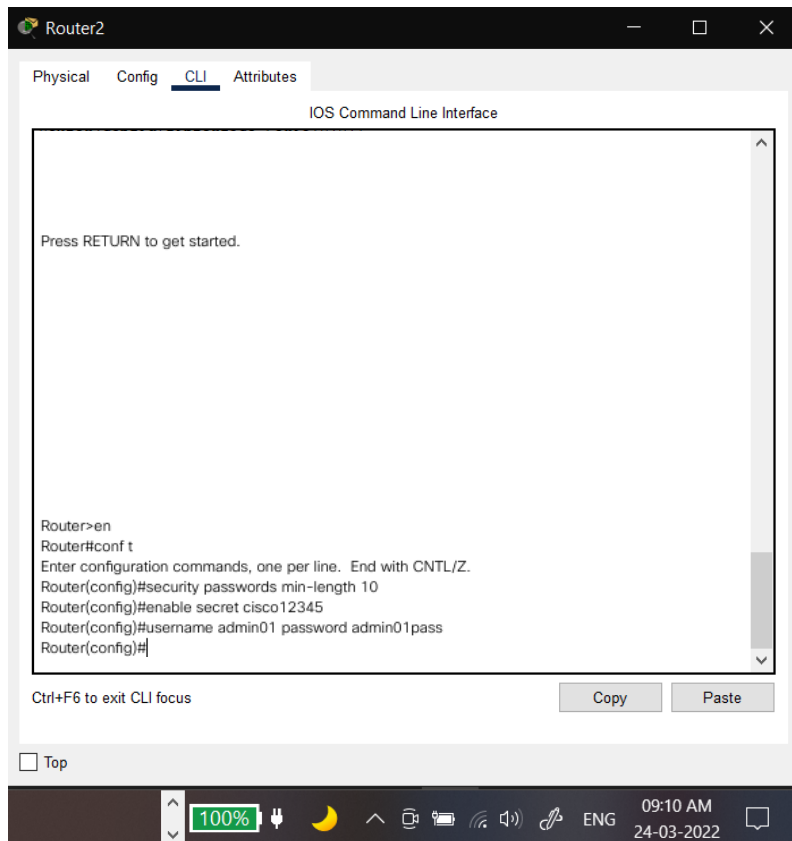 Router2
Physical Config CLI Attributes
IOS Command Line Interface
Press RETURN to get started.
Router>en
Router#conf t
Enter configuration commands, one per line.  End with CNTL/Z.
Router(config)#security passwords min-length 10
Router(config)#enable secret cisco12345
Router(config)#username admin01 password admin01pass
Router(config)#
Ctrl+F6 to exit CLI focus
Copy Paste
Top
100% ENG 09:10 AM
24-03-2022